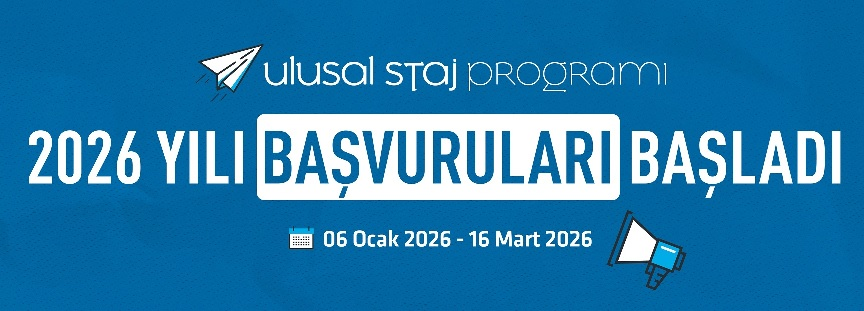 ulusal staj programı
2026 YILI BAŞVURULARI BAŞLADI
06 Ocak 2026 - 16 Mart 2026